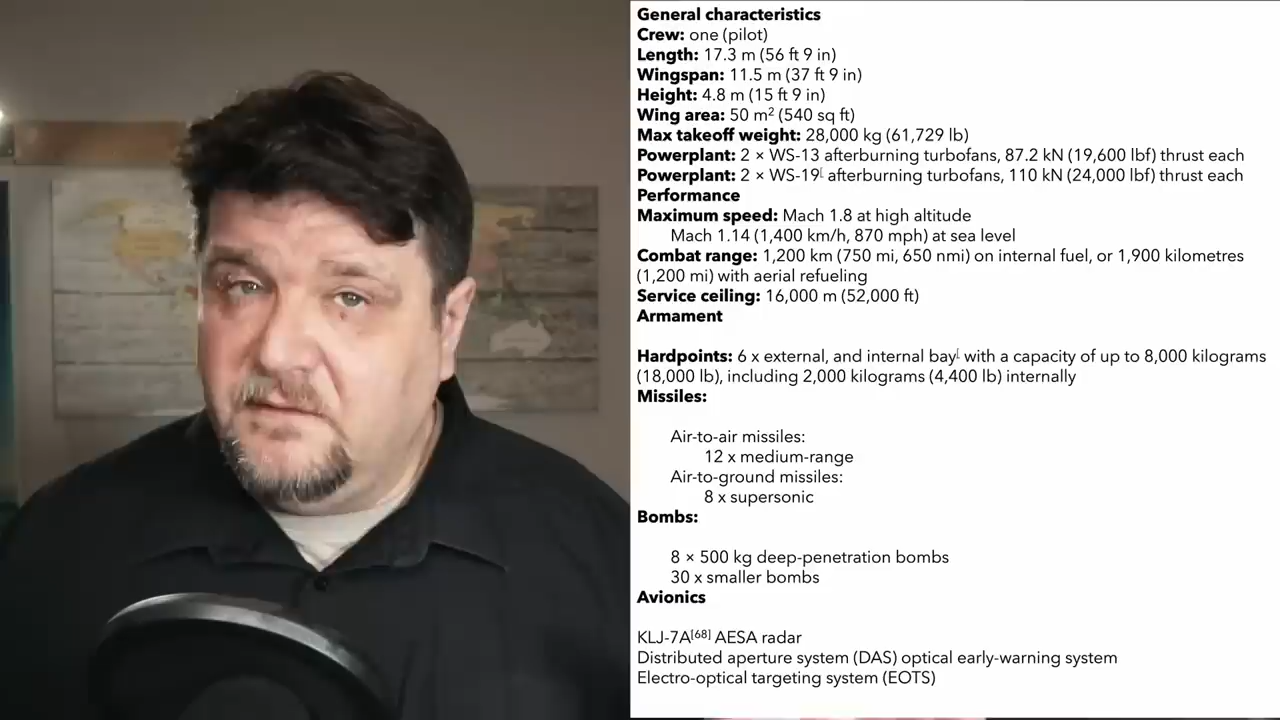 General characteristics
Crew: one (pilot)
Length: 17.3 m (56 ft 9 in)
Wingspan: 11.5 m (37 ft 9 in)
Height: 4.8 m (15 ft 9 in)
Wing area: 50 m² (540 sq ft)
Max takeoff weight: 28,000 kg (61,729 lb)
Powerplant: 2 × WS-13 afterburning turbofans, 87.2 kN (19,600 lbf) thrust each
Powerplant: 2 × WS-19[ afterburning turbofans, 110 kN (24,000 lbf) thrust each
Performance
Maximum speed: Mach 1.8 at high altitude
Mach 1.14 (1,400 km/h, 870 mph) at sea level
Combat range: 1,200 km (750 mi, 650 nmi) on internal fuel, or 1,900 kilometres
(1,200 mi) with aerial refueling
Service ceiling: 16,000 m (52,000 ft)
Armament
Hardpoints: 6 x external, and internal bay[ with a capacity of up to 8,000 kilograms
(18,000 lb), including 2,000 kilograms (4,400 lb) internally
Missiles:
Air-to-air missiles:
12 x medium-range
Air-to-ground missiles:
8 x supersonic
Bombs:
8 × 500 kg deep-penetration bombs
30 x smaller bombs
Avionics
KLJ-7A[68] AESA radar
Distributed aperture system (DAS) optical early-warning system
Electro-optical targeting system (EOTS)